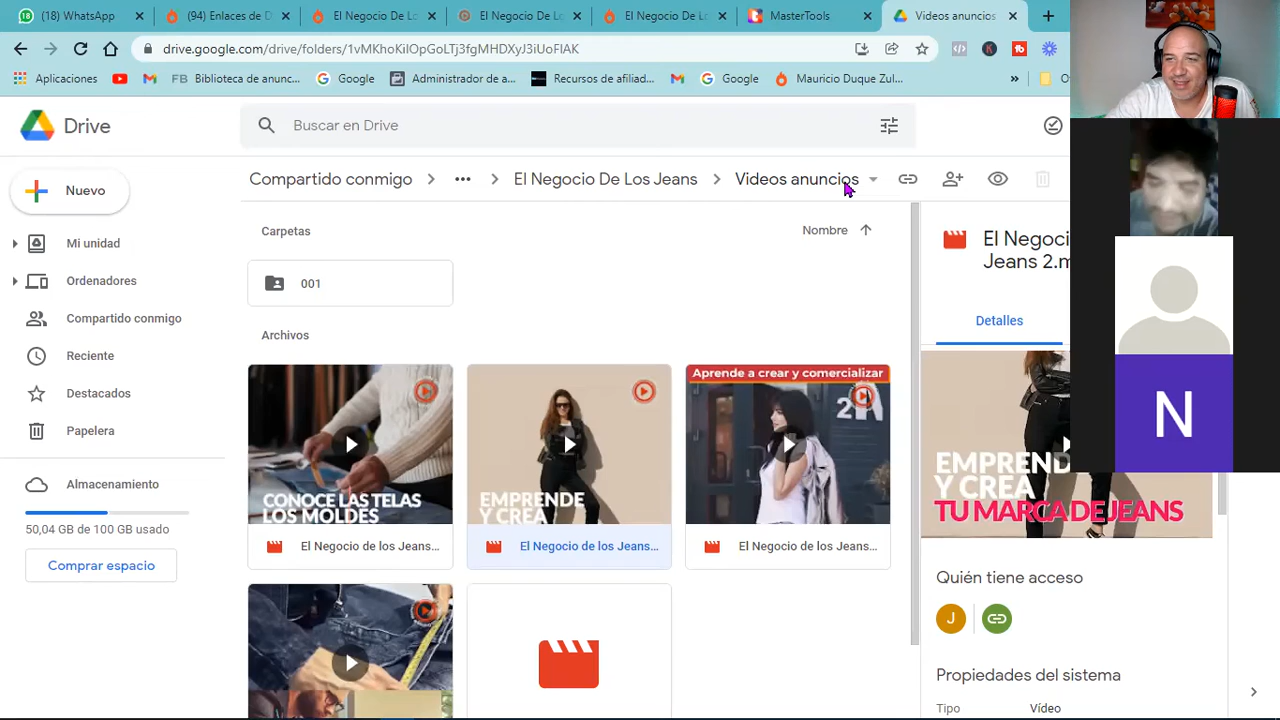 (18) WhatsApp
(94) Enlaces de D
El Negocio De Lo
El Negocio De Lo
El Negocio De Lo
MasterTools
Videos anuncios
drive.google.com/drive/folders/
Aplicaciones
FB Biblioteca de anunc...
Google
Administrador de a...
Recursos de afiliad...
Google
Mauricio Duque Zul...
»
Drive
Buscar en Drive
Nuevo
Compartido conmigo
El Negocio De Los Jeans
Videos anuncios
Mi unidad
Ordenadores
Compartido conmigo
Reciente
Destacados
Papelera
Almacenamiento
50,04 GB de 100 GB usado
Comprar espacio
Carpetas
Nombre
001
Archivos
CONOCE LAS TELAS
LOS MOLDES
El Negocio de los Jeans...
EMPRENDE
Y CREA
El Negocio de los Jeans...
Aprende a crear y comercializar
2
El Negocio de los Jeans...
El Negoci
Jeans 2.m
Detalles
EMPREND
Y CREA
TU MARCA DE JEANS
Quién tiene acceso
J
Propiedades del sistema
Tipo
Vídeo
N